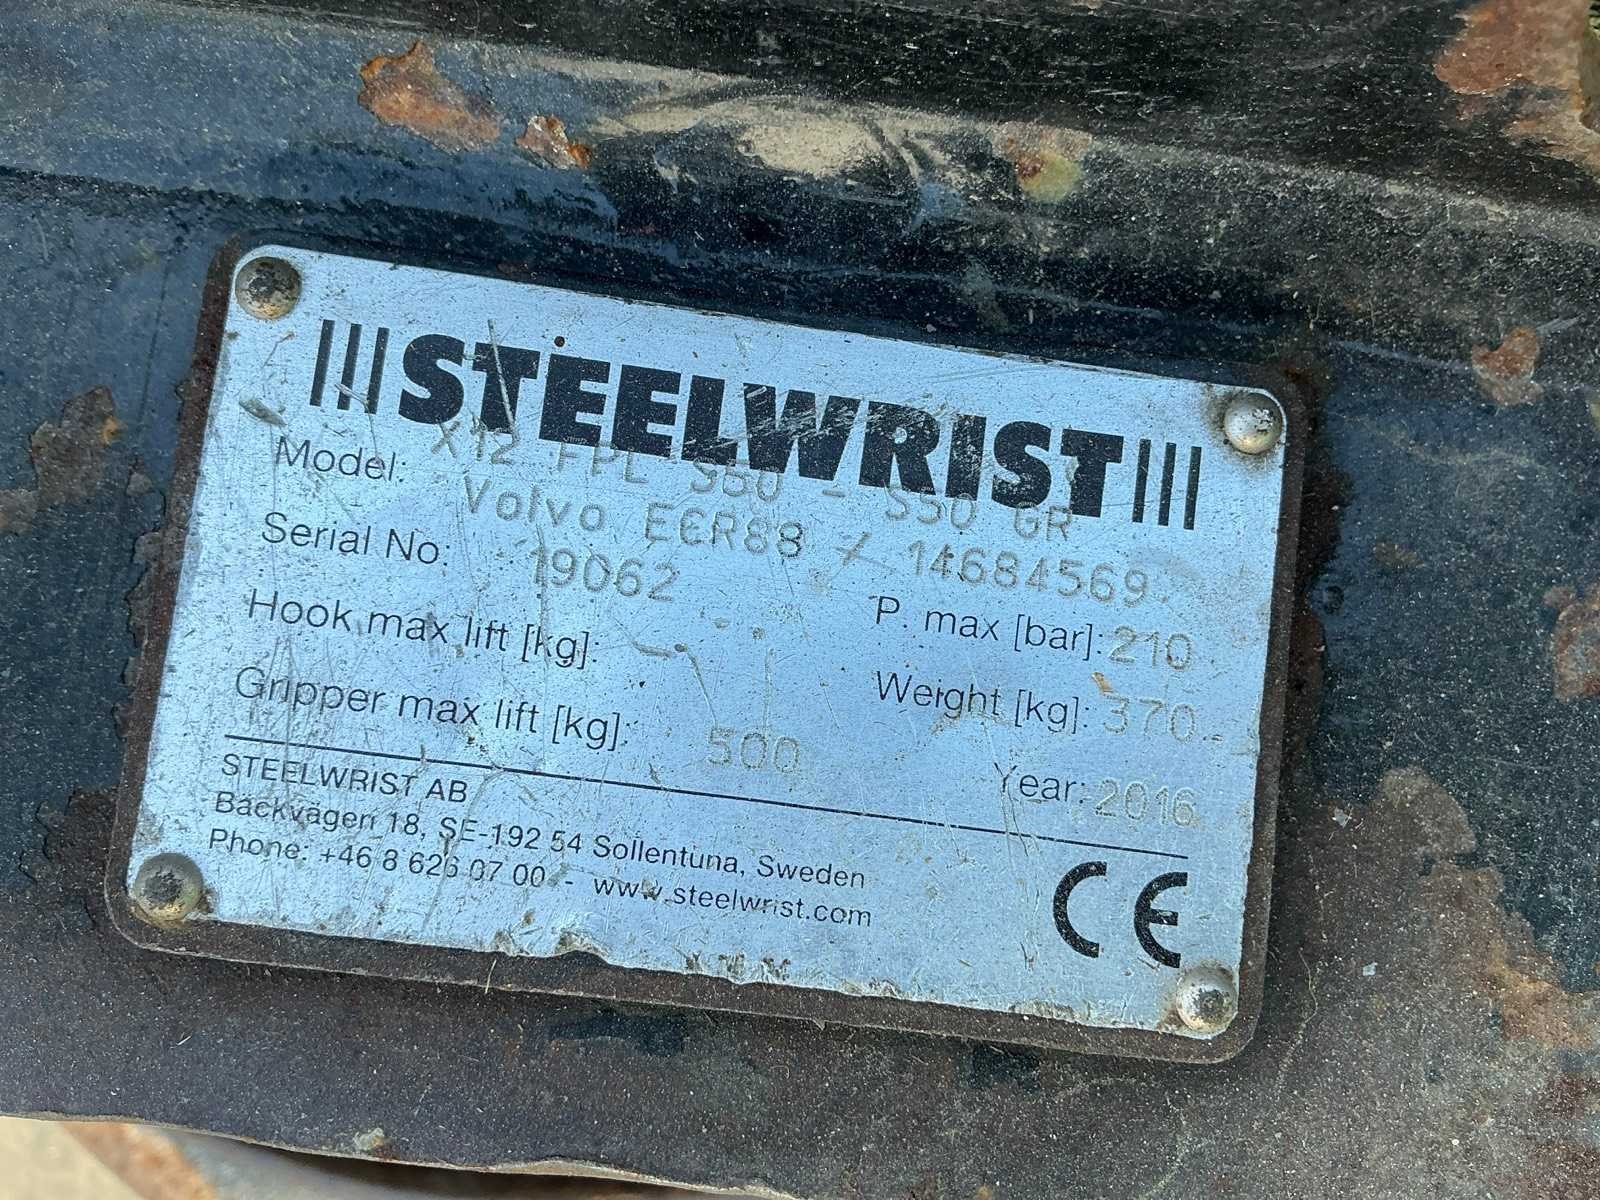 STEELWRIST
Model: X12 FPL S50 - S50 GR
Volvo ECR88 / 14684569
Serial No: 19062
P. max [bar]: 210
Hook max lift [kg]: -
Weight [kg]: 370
Gripper max lift [kg]: 500
Year: 2016
STEELWRIST AB
Bäckvägen 18, SE-192 54 Sollentuna, Sweden
Phone: +46 8 626 07 00 - www.steelwrist.com
CE